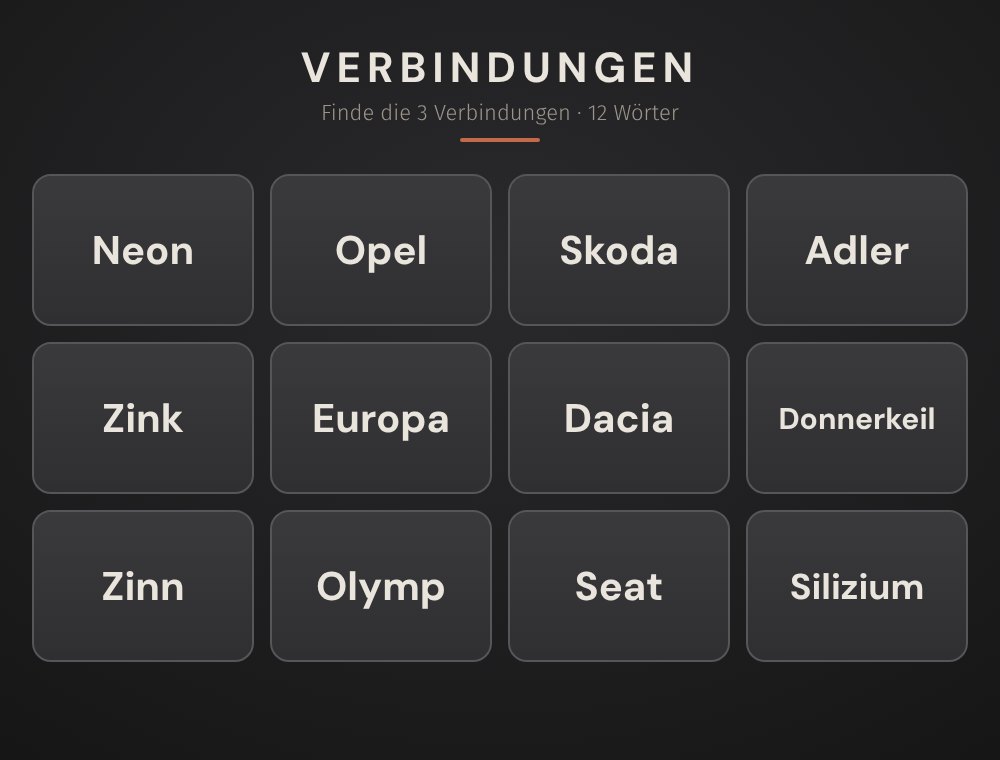 VERBINDUNGEN
Finde die 3 Verbindungen · 12 Wörter
Neon
Opel
Skoda
Adler
Zink
Europa
Dacia
Donnerkeil
Zinn
Olymp
Seat
Silizium